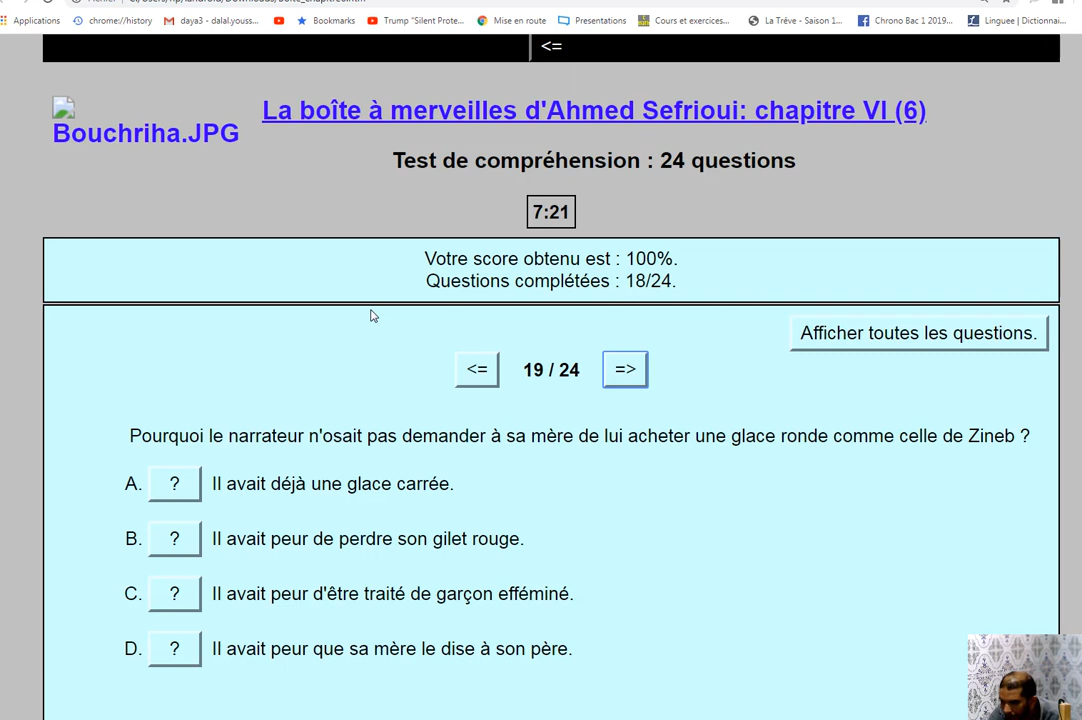 Applications chrome://history daya3 - dalal.youss... Bookmarks Trump "Silent Prote... Mise en route Presentations Cours et exercices... La Trêve - Saison 1... Chrono Bac 1 2019... Linguee | Dictionnai...
<=
Bouchriha.JPG
La boîte à merveilles d'Ahmed Sefrioui: chapitre VI (6)
Test de compréhension : 24 questions
7:21
Votre score obtenu est : 100%.
Questions complétées : 18/24.
Afficher toutes les questions.
<= 19 / 24 =>
Pourquoi le narrateur n'osait pas demander à sa mère de lui acheter une glace ronde comme celle de Zineb ?
A. ? Il avait déjà une glace carrée.
B. ? Il avait peur de perdre son gilet rouge.
C. ? Il avait peur d'être traité de garçon efféminé.
D. ? Il avait peur que sa mère le dise à son père.